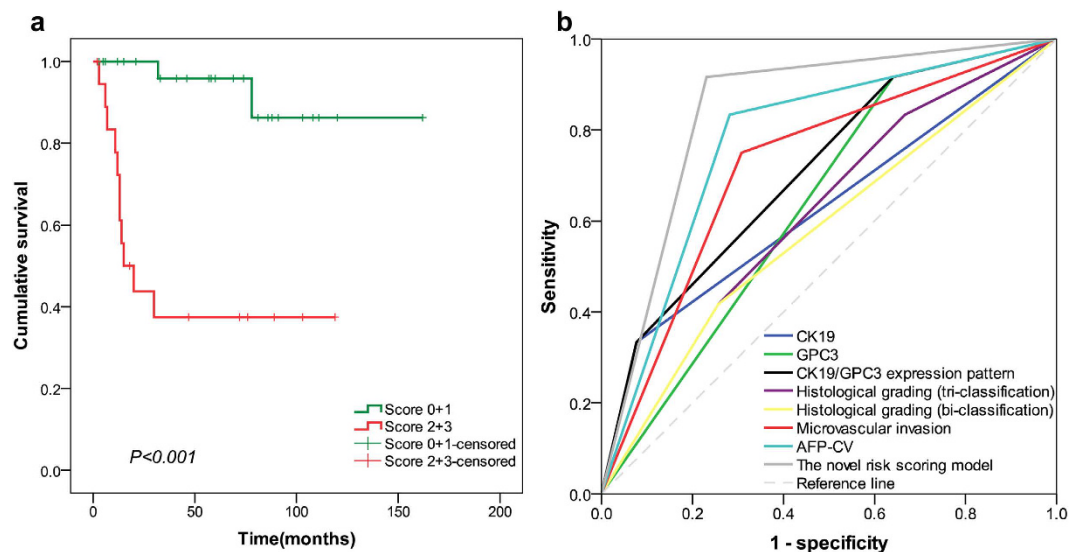 a
Cumulative survival
1.0
0.8
0.6
0.4
0.2
0.0
Score 0+1
Score 2+3
Score 0+1-censored
Score 2+3-censored
P<0.001
0 50 100 150 200
Time(months)
b
Sensitivity
1.0
0.8
0.6
0.4
0.2
0.0
CK19
GPC3
CK19/GPC3 expression pattern
Histological grading (tri-classification)
Histological grading (bi-classification)
Microvascular invasion
AFP-CV
The novel risk scoring model
Reference line
0.0 0.2 0.4 0.6 0.8 1.0
1 - specificity